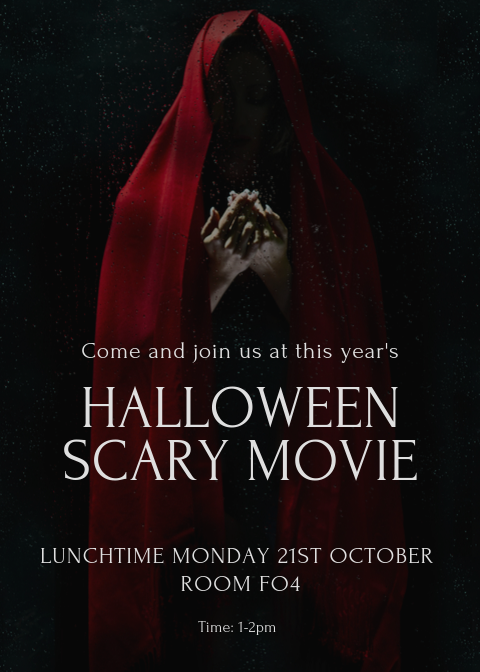 Come and join us at this year's
HALLOWEEN
SCARY MOVIE
LUNCHTIME MONDAY 21ST OCTOBER
ROOM FO4
Time: 1-2pm